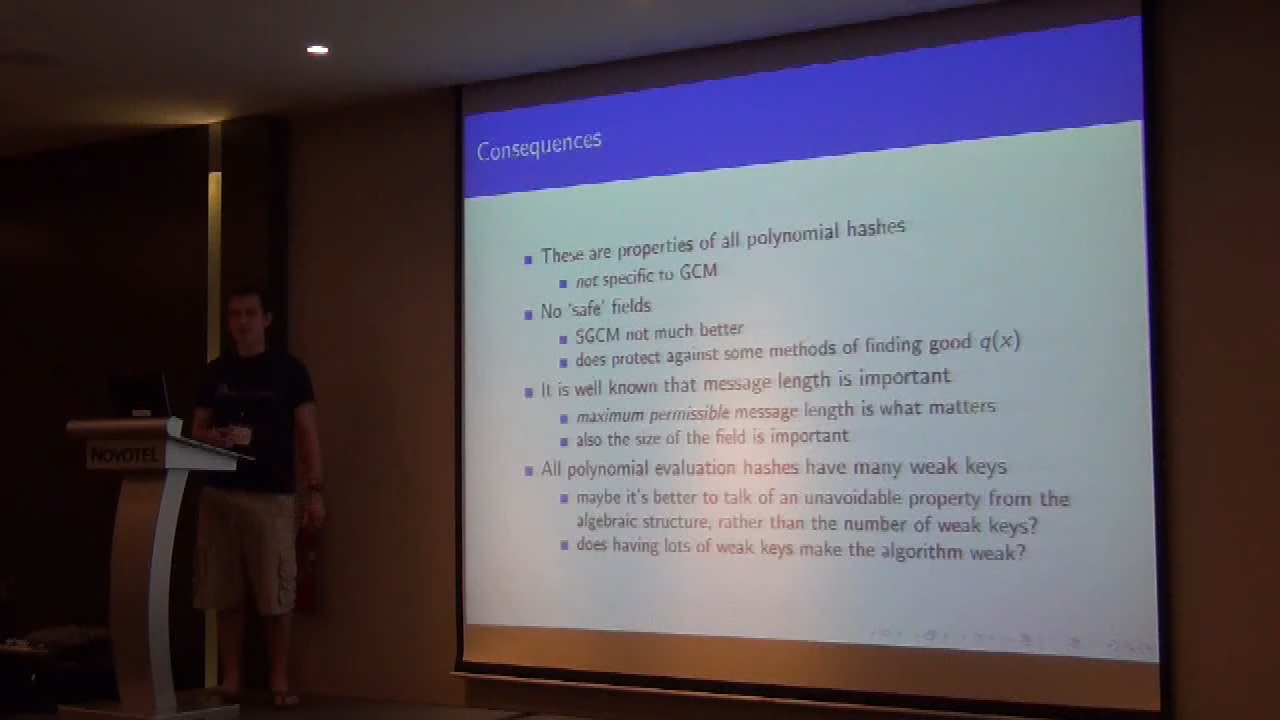 Consequences
These are properties of all polynomial hashes
not specific to GCM
No 'safe' fields
SGCM not much better
does protect against some methods of finding good q(x)
It is well known that message length is important
maximum permissible message length is what matters
also the size of the field is important
All polynomial evaluation hashes have many weak keys
maybe it's better to talk of an unavoidable property from the
algebraic structure, rather than the number of weak keys?
does having lots of weak keys make the algorithm weak?
NOVOTEL